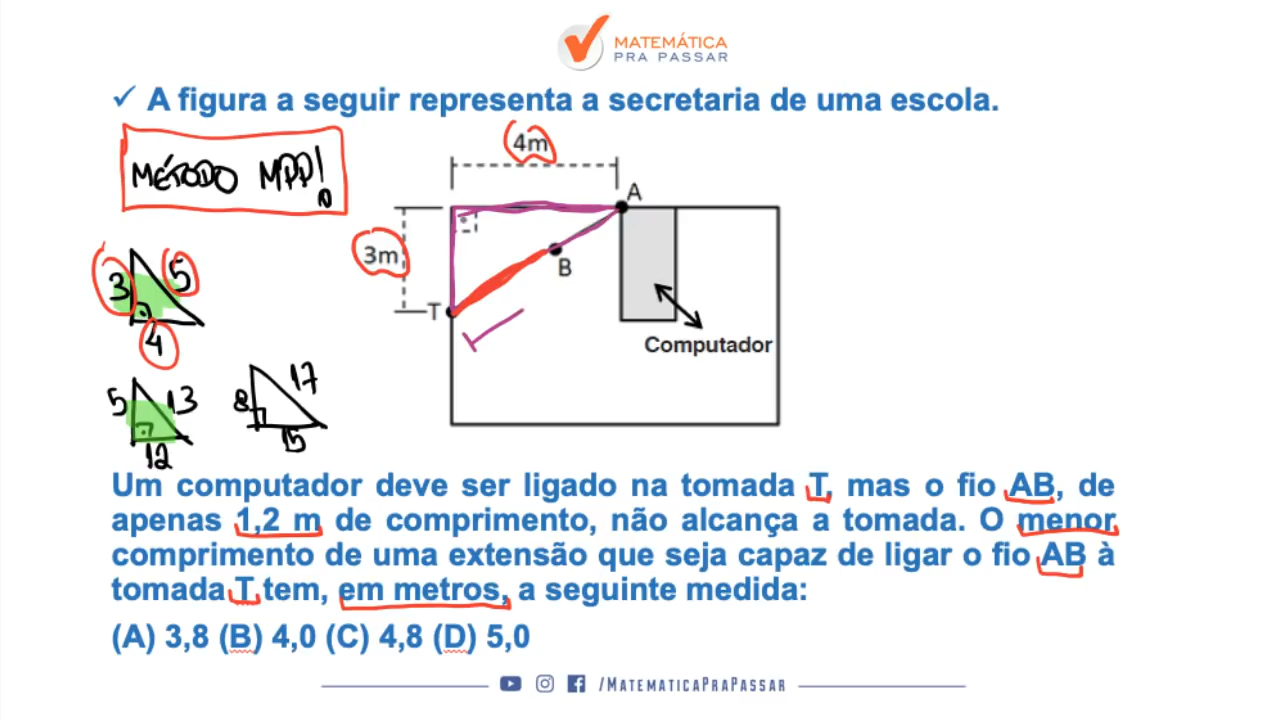 MATEMÁTICA
PRA PASSAR
✓ A figura a seguir representa a secretaria de uma escola.
MÉTODO MPP!
4m
A
3m
B
T
Computador
3 5
4
5 13
12
8 17
15
Um computador deve ser ligado na tomada T, mas o fio AB, de
apenas 1,2 m de comprimento, não alcança a tomada. O menor
comprimento de uma extensão que seja capaz de ligar o fio AB à
tomada T tem, em metros, a seguinte medida:
(A) 3,8 (B) 4,0 (C) 4,8 (D) 5,0
/MATEMATICAPRAPASSAR